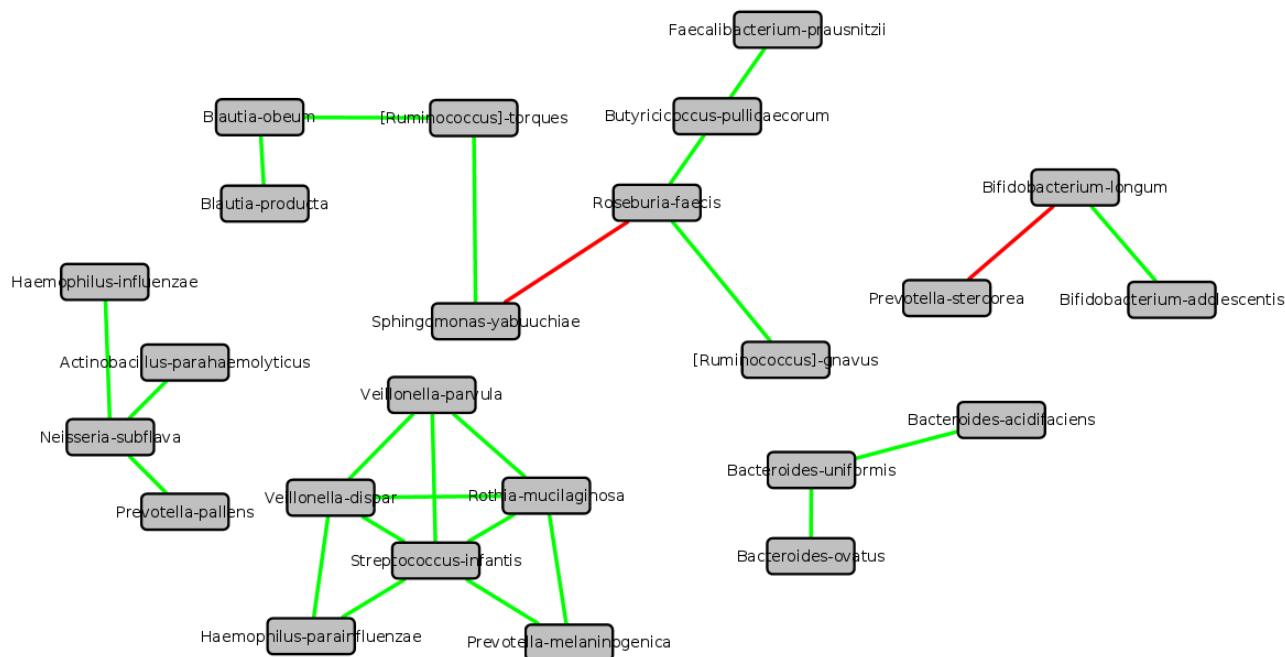 Faecalibacterium-prausnitzii
Blautia-obeum
[Ruminococcus]-torques
Butyricicoccus-pullicaecorum
Bifidobacterium-longum
Blautia-producta
Roseburia-faecis
Haemophilus-influenzae
Prevotella-stercorea
Bifidobacterium-adolescentis
Sphingomonas-yabuuchiae
Actinobacillus-parahaemolyticus
[Ruminococcus]-gnavus
Veillonella-parvula
Bacteroides-acidifaciens
Neisseria-subflava
Bacteroides-uniformis
Veillonella-dispar
Rothia-mucilaginosa
Prevotella-pallens
Streptococcus-infantis
Bacteroides-ovatus
Haemophilus-parainfluenzae
Prevotella-melaninogenica